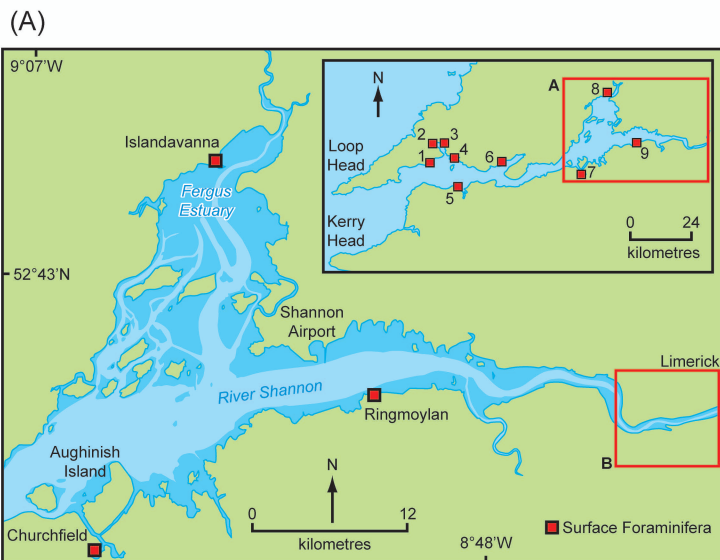 (A)
9°07'W
Islandavanna
Fergus
Estuary
52°43'N
Shannon
Airport
River Shannon
Ringmoylan
Limerick
B
Aughinish
Island
Churchfield
N
0
12
kilometres
8°48'W
Surface Foraminifera
N
A
8
2
3
Loop
Head
1
4
6
9
7
5
Kerry
Head
0
24
kilometres